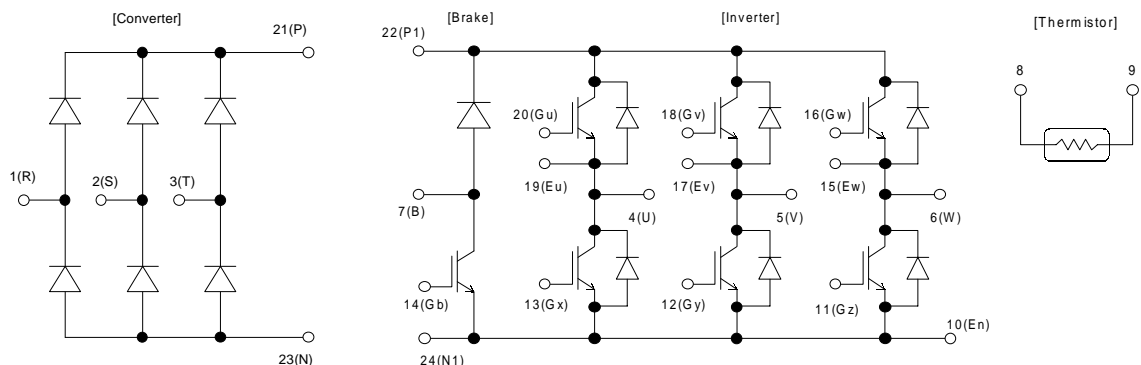 [Converter]
[Brake]
[Inverter]
[Thermistor]
21(P)
22(P1)
8
9
20(Gu)
18(Gv)
16(Gw)
1(R)
2(S)
3(T)
19(Eu)
17(Ev)
15(Ew)
7(B)
4(U)
5(V)
6(W)
14(Gb)
13(Gx)
12(Gy)
11(Gz)
10(En)
23(N)
24(N1)